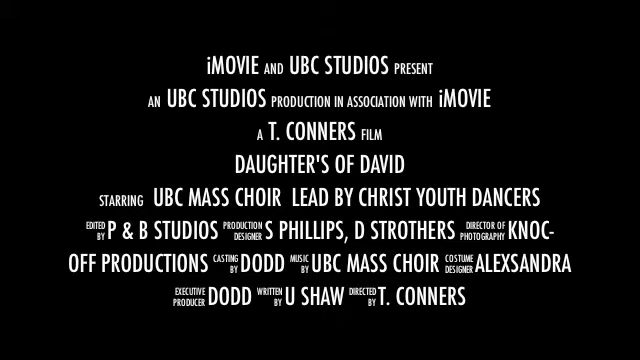 iMOVIE AND UBC STUDIOS PRESENT
AN UBC STUDIOS PRODUCTION IN ASSOCIATION WITH iMOVIE
A T. CONNERS FILM
DAUGHTER'S OF DAVID
STARRING UBC MASS CHOIR LEAD BY CHRIST YOUTH DANCERS
EDITED BY P & B STUDIOS PRODUCTION DESIGNER S PHILLIPS, D STROTHERS DIRECTOR OF PHOTOGRAPHY KNOC-
OFF PRODUCTIONS CASTING BY DODD MUSIC BY UBC MASS CHOIR COSTUME DESIGNER ALEXSANDRA
EXECUTIVE PRODUCER DODD WRITTEN BY U SHAW DIRECTED BY T. CONNERS